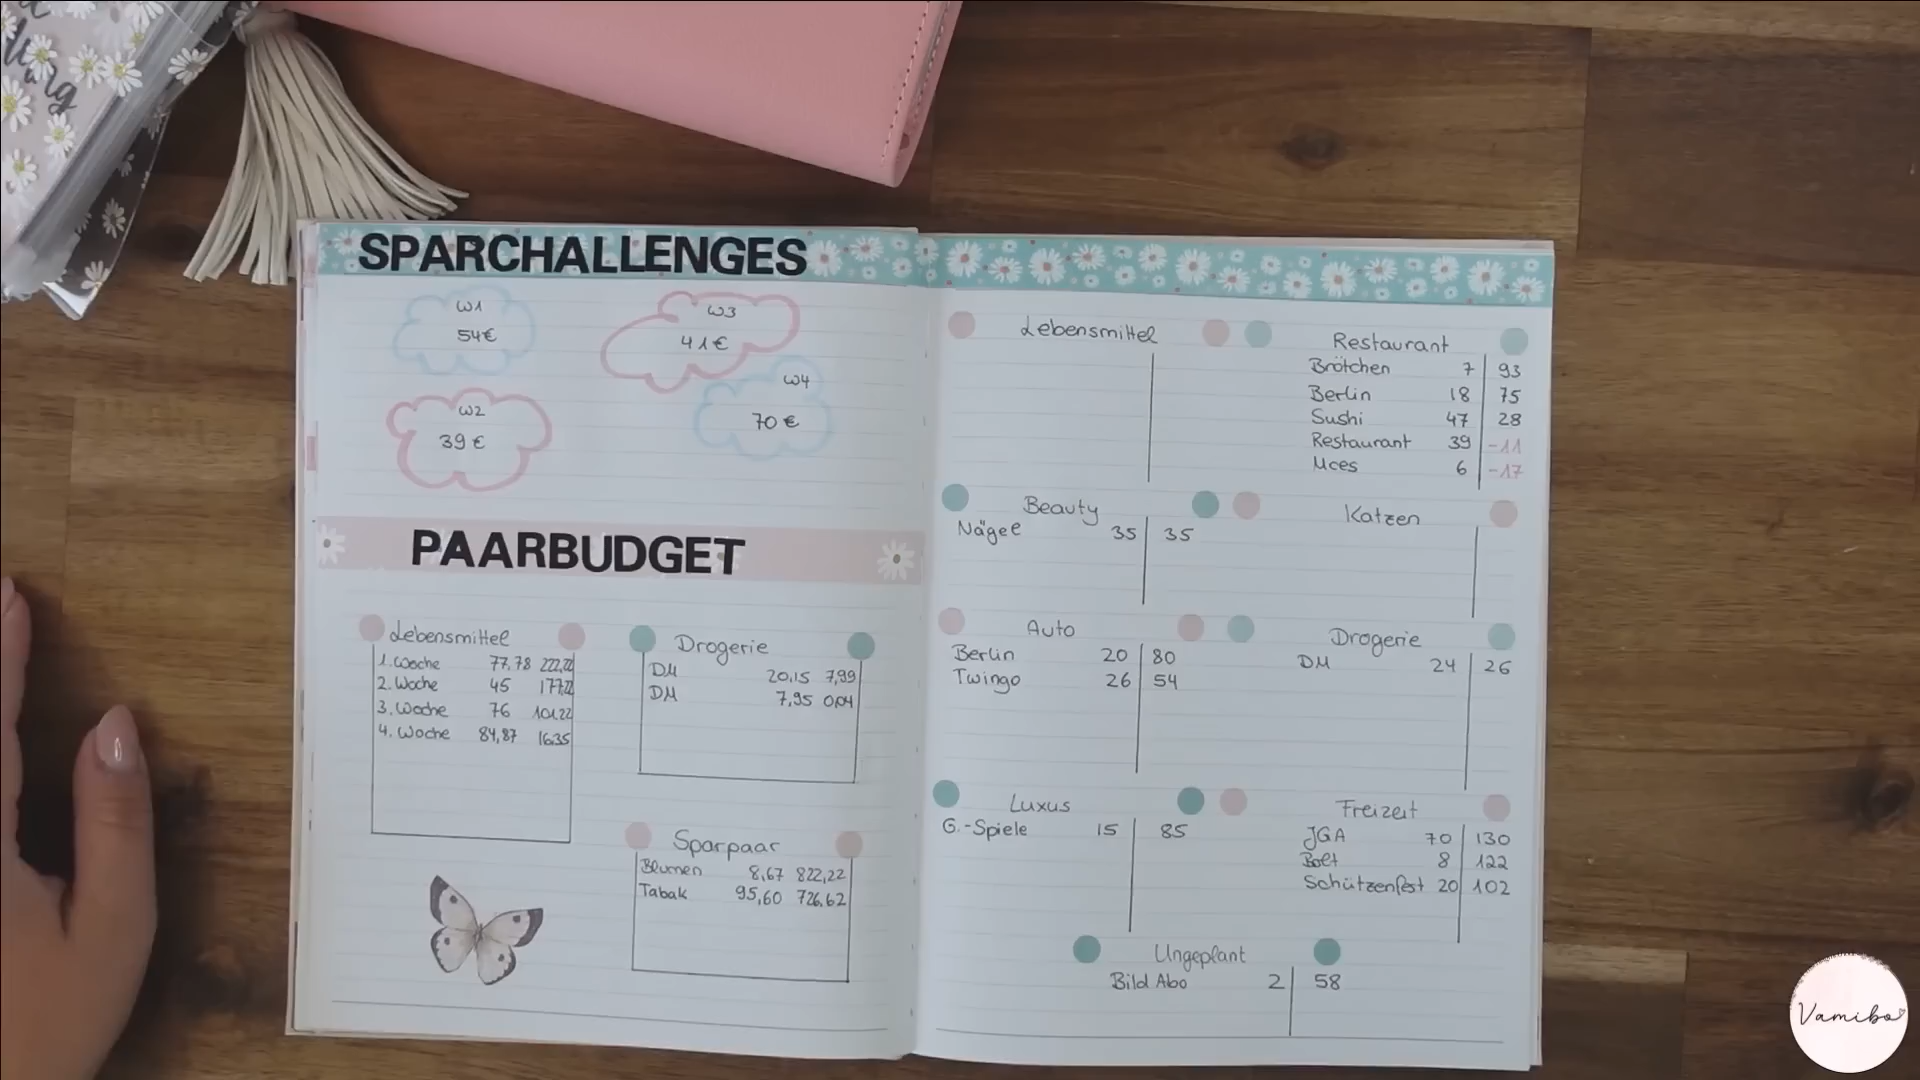 SPARCHALLENGES
W1
54€
W3
41€
W4
70€
W2
39€
PAARBUDGET
Lebensmittel
1. Woche 77,78 222,22
2. Woche 45 177,22
3. Woche 76 101.22
4. Woche 84,87 16.35
Drogerie
DM 20,15 7,99
DM 7,95 0,04
Sparpaar
Blumen 8,67 822,22
Tabak 95,60 726,62
Lebensmittel
Restaurant
Brötchen 7 93
Berlin 18 75
Sushi 47 28
Restaurant 39 -11
Mces 6 -17
Beauty
Nägel 35 35
Katzen
Auto
Berlin 20 80
Twingo 26 54
Drogerie
DM 24 26
Luxus
G.-Spiele 15 85
Freizeit
JGA 70 130
Bolt 8 122
Schützenfest 20 102
Ungeplant
Bild Abo 2 58
Vamibo